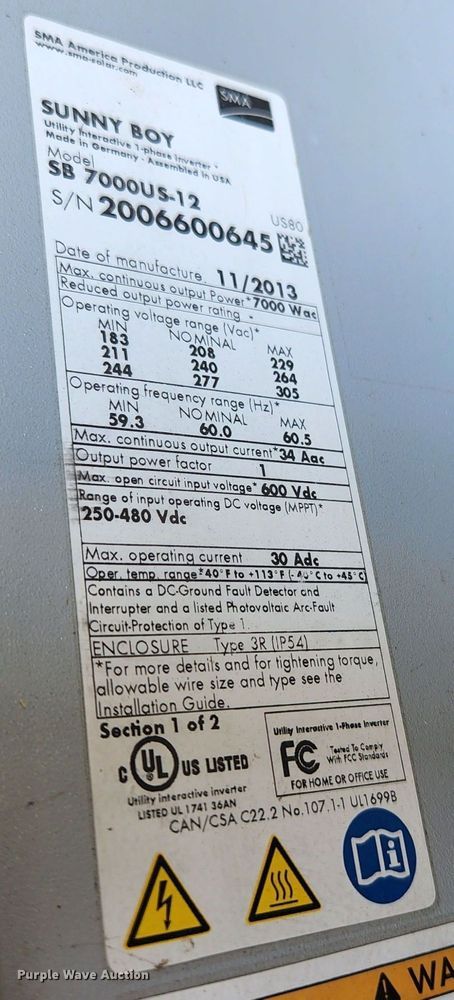 SMA America Production LLC
www.sma-solar.com
SMA
SUNNY BOY
Utility Interactive 1-phase Inverter
Made in Germany - Assembled in USA
Model
SB 7000US-12
US80
S/N 2006600645
Date of manufacture 11/2013
Max. continuous output Power* 7000 Wac
Reduced output power rating -
Operating voltage range (Vac)*
MIN NOMINAL MAX
183 208 229
211 240 264
244 277 305
Operating frequency range (Hz)*
MIN NOMINAL MAX
59.3 60.0 60.5
Max. continuous output current* 34 Aac
Output power factor 1
Max. open circuit input voltage* 600 Vdc
Range of input operating DC voltage (MPPT)*
250-480 Vdc
Max. operating current 30 Adc
Oper. temp. range*-40°F to +113°F (-40°C to +45°C)
Contains a DC-Ground Fault Detector and
Interrupter and a listed Photovoltaic Arc-Fault
Circuit-Protection of Type 1.
ENCLOSURE Type 3R (IP54)
*For more details and for tightening torque,
allowable wire size and type see the
Installation Guide.
Section 1 of 2
C UL US LISTED
Utility interactive inverter
LISTED UL 1741 36AN
Utility Interactive 1-Phase Inverter
FC Tested To Comply
With FCC Standards
FOR HOME OR OFFICE USE
CAN/CSA C22.2 No.107.1-1 UL1699B
i
WA
Purple Wave Auction